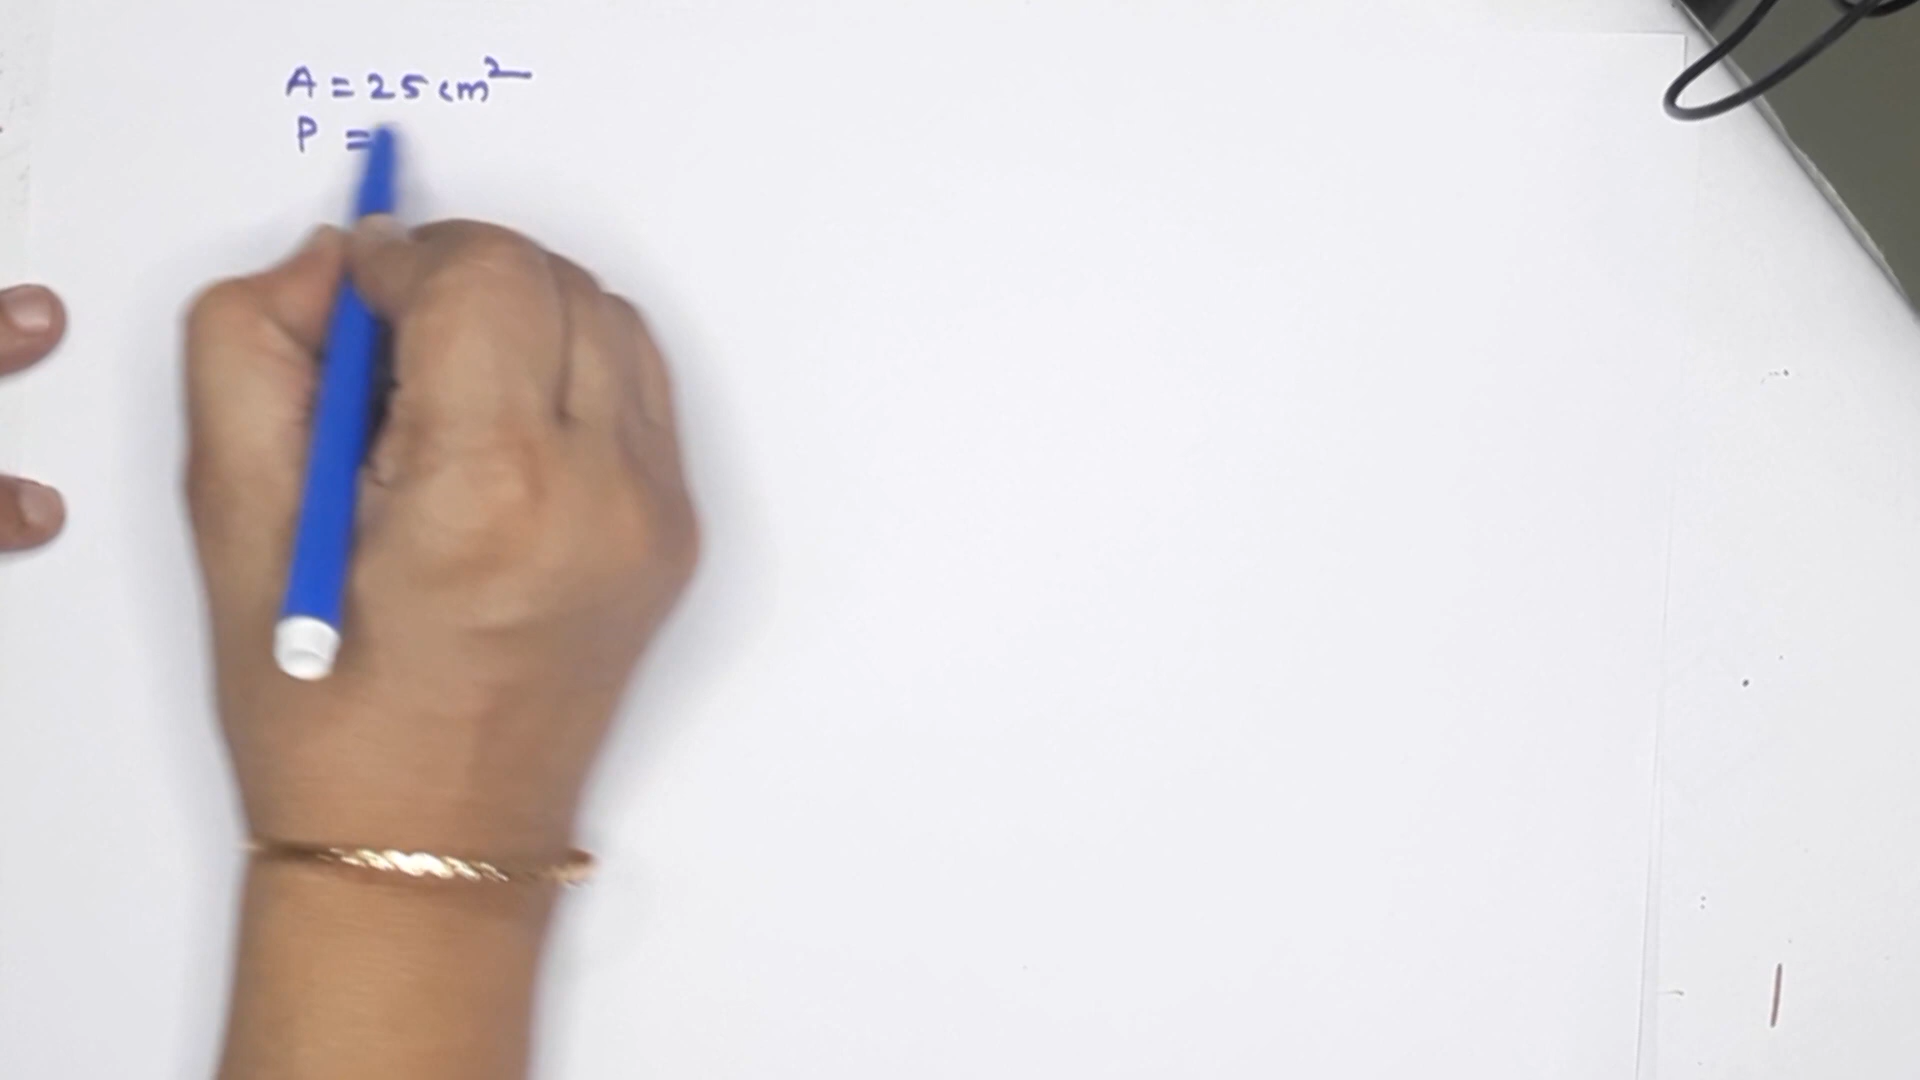 A = 25 cm²
P =